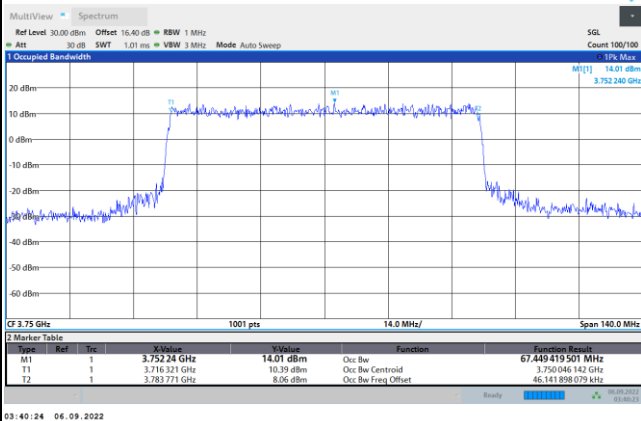 MultiView Spectrum
Ref Level 30.00 dBm Offset 16.40 dB RBW 1 MHz SGL
Att 30 dB SWT 1.01 ms VBW 3 MHz Mode Auto Sweep Count 100/100
1 Occupied Bandwidth 1Pk Max
M1[1] 14.01 dBm
3.752 240 GHz
20 dBm
M1
T1
T2
10 dBm
0 dBm
-10 dBm
-20 dBm
-30 dBm
-40 dBm
-50 dBm
-60 dBm
CF 3.75 GHz 1001 pts 14.0 MHz/ Span 140.0 MHz
2 Marker Table
Type Ref Trc X-Value Y-Value Function Function Result
M1 1 3.752 24 GHz 14.01 dBm Occ Bw 67.449 419 501 MHz
T1 1 3.716 321 GHz 10.39 dBm Occ Bw Centroid 3.750 046 142 GHz
T2 1 3.783 771 GHz 8.06 dBm Occ Bw Freq Offset 46.141 898 079 kHz
Ready 06.09.2022
03:40:23
03:40:24 06.09.2022